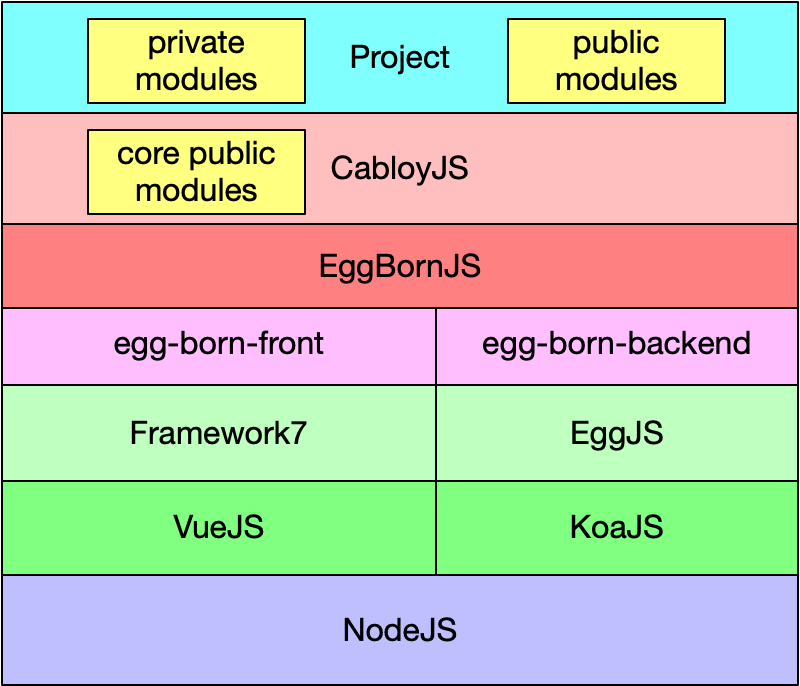 private
modules
Project
public
modules
core public
modules
CabloyJS
EggBornJS
egg-born-front
egg-born-backend
Framework7
EggJS
VueJS
KoaJS
NodeJS